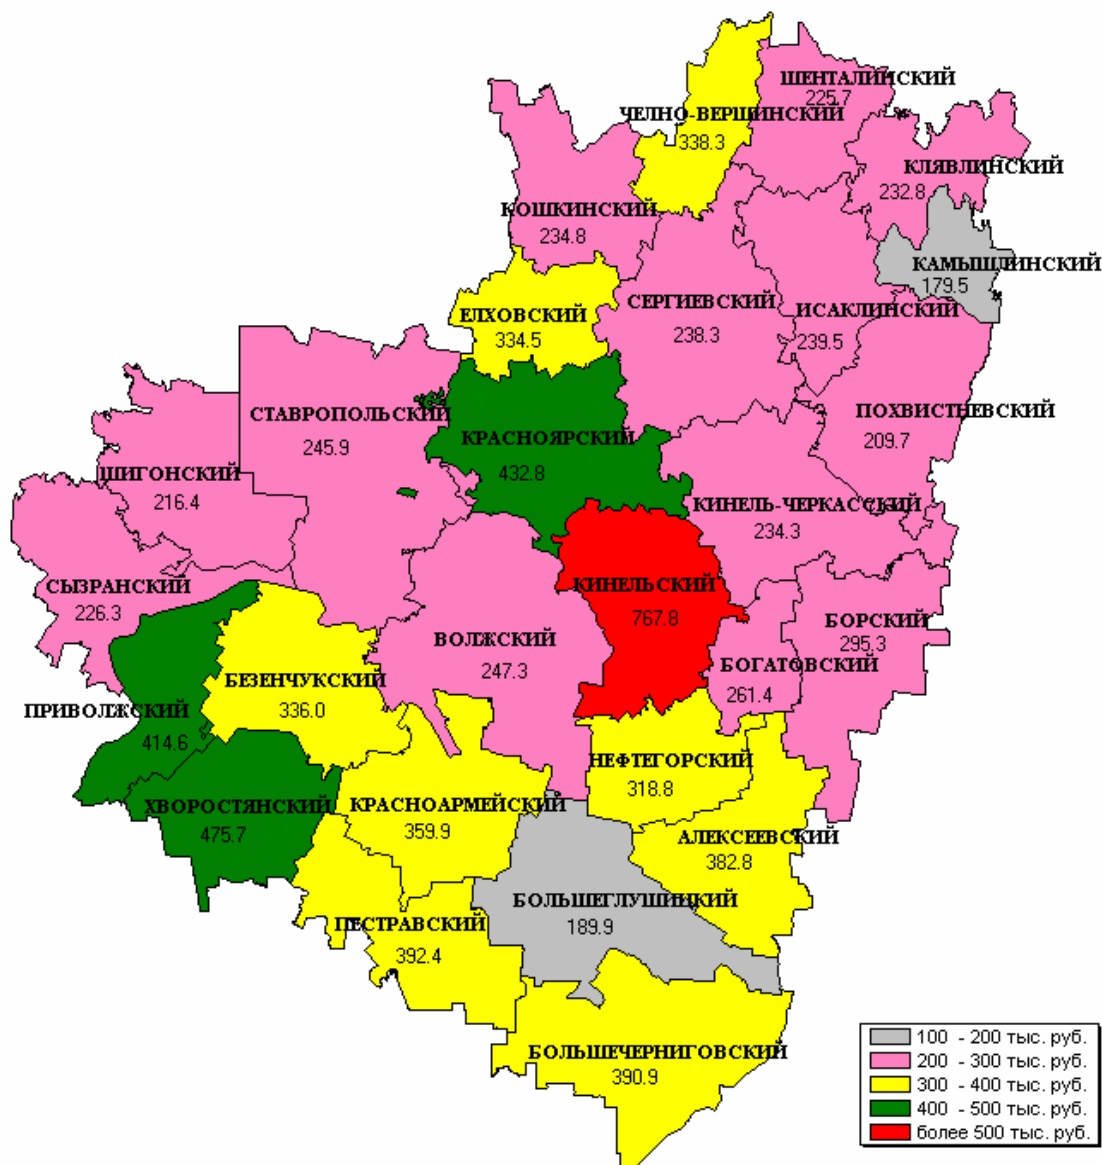 ШЕНТАЛИНСКИЙ
225.7
ЧЕЛНО-ВЕРШИНСКИЙ
338.3
КЛЯВЛИНСКИЙ
232.8
КОШКИНСКИЙ
234.8
КАМЫШЛИНСКИЙ
179.5
СЕРГИЕВСКИЙ
238.3
ИСАКЛИНСКИЙ
239.5
ЕЛХОВСКИЙ
334.5
СТАВРОПОЛЬСКИЙ
245.9
ПОХВИСТНЕВСКИЙ
209.7
КРАСНОЯРСКИЙ
432.8
ШИГОНСКИЙ
216.4
КИНЕЛЬ-ЧЕРКАССКИЙ
234.3
СЫЗРАНСКИЙ
226.3
КИНЕЛЬСКИЙ
767.8
БОРСКИЙ
295.3
ВОЛЖСКИЙ
247.3
БОГАТОВСКИЙ
261.4
БЕЗЕНЧУКСКИЙ
336.0
ПРИВОЛЖСКИЙ
414.6
НЕФТЕГОРСКИЙ
318.8
ХВОРОСТЯНСКИЙ
475.7
КРАСНОАРМЕЙСКИЙ
359.9
АЛЕКСЕЕВСКИЙ
382.8
БОЛЬШЕГЛУШИЦКИЙ
189.9
ПЕСТРАВСКИЙ
392.4
БОЛЬШЕЧЕРНИГОВСКИЙ
390.9
100 - 200 тыс. руб.
200 - 300 тыс. руб.
300 - 400 тыс. руб.
400 - 500 тыс. руб.
более 500 тыс. руб.